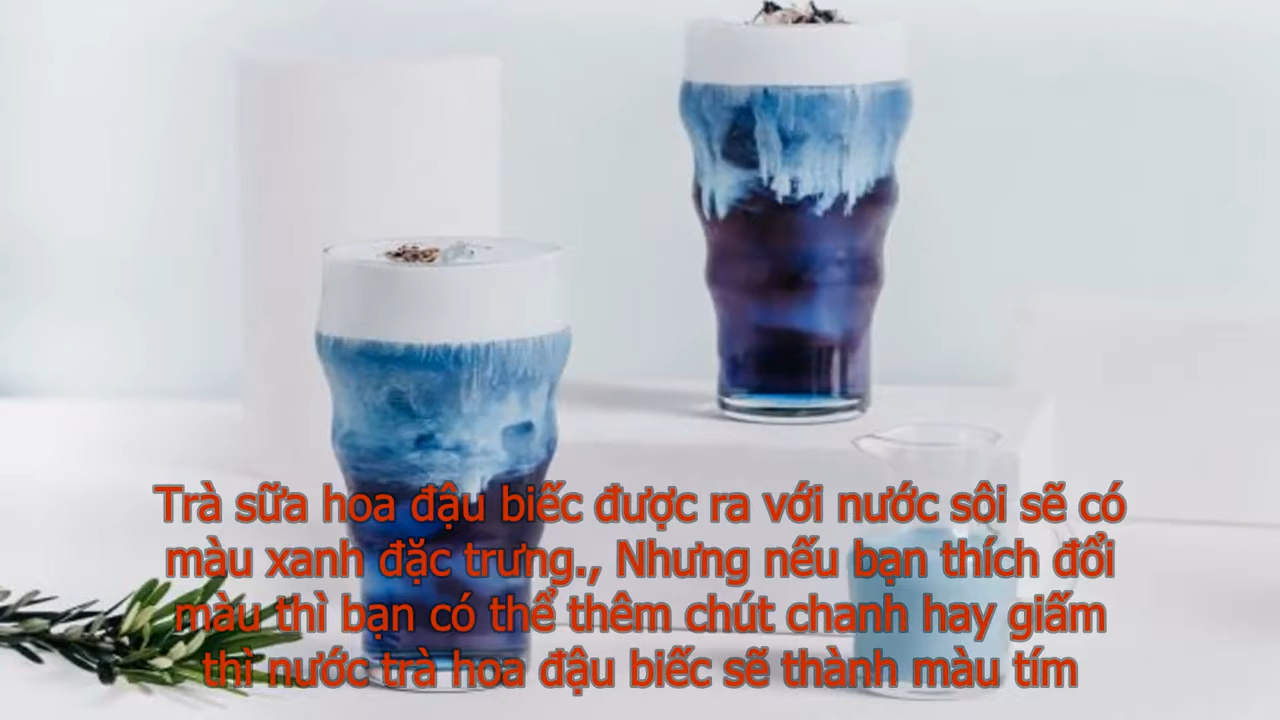 Trà sữa hoa đậu biếc được ra với nước sôi sẽ có
màu xanh đặc trưng., Nhưng nếu bạn thích đổi
màu thì bạn có thể thêm chút chanh hay giấm
thì nước trà hoa đậu biếc sẽ thành màu tím